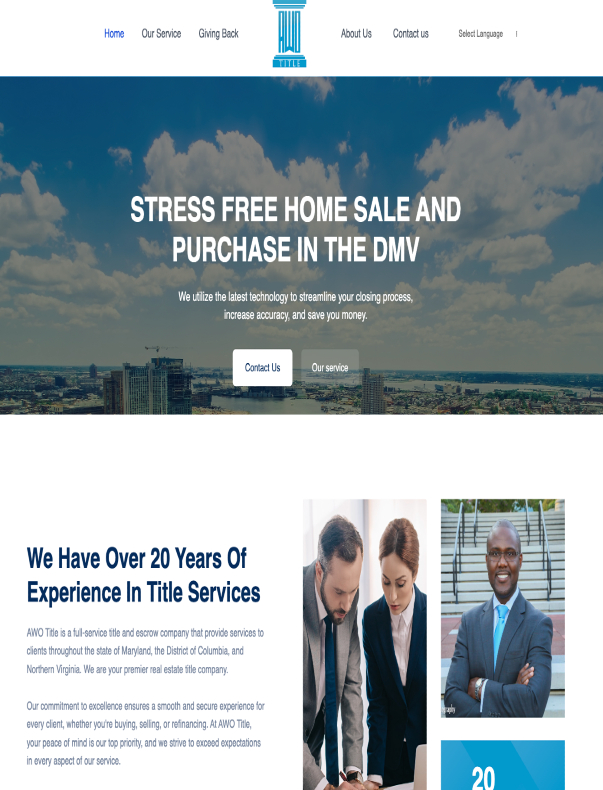 Home
Our Service
Giving Back
AWO
TITLE
About Us
Contact us
Select Language
STRESS FREE HOME SALE AND
PURCHASE IN THE DMV
We utilize the latest technology to streamline your closing process,
increase accuracy, and save you money.
Contact Us
Our service
We Have Over 20 Years Of
Experience In Title Services
AWO Title is a full-service title and escrow company that provide services to
clients throughout the state of Maryland, the District of Columbia, and
Northern Virginia. We are your premier real estate title company.
Our commitment to excellence ensures a smooth and secure experience for
every client, whether you're buying, selling, or refinancing. At AWO Title,
your peace of mind is our top priority, and we strive to exceed expectations
in every aspect of our service.
20